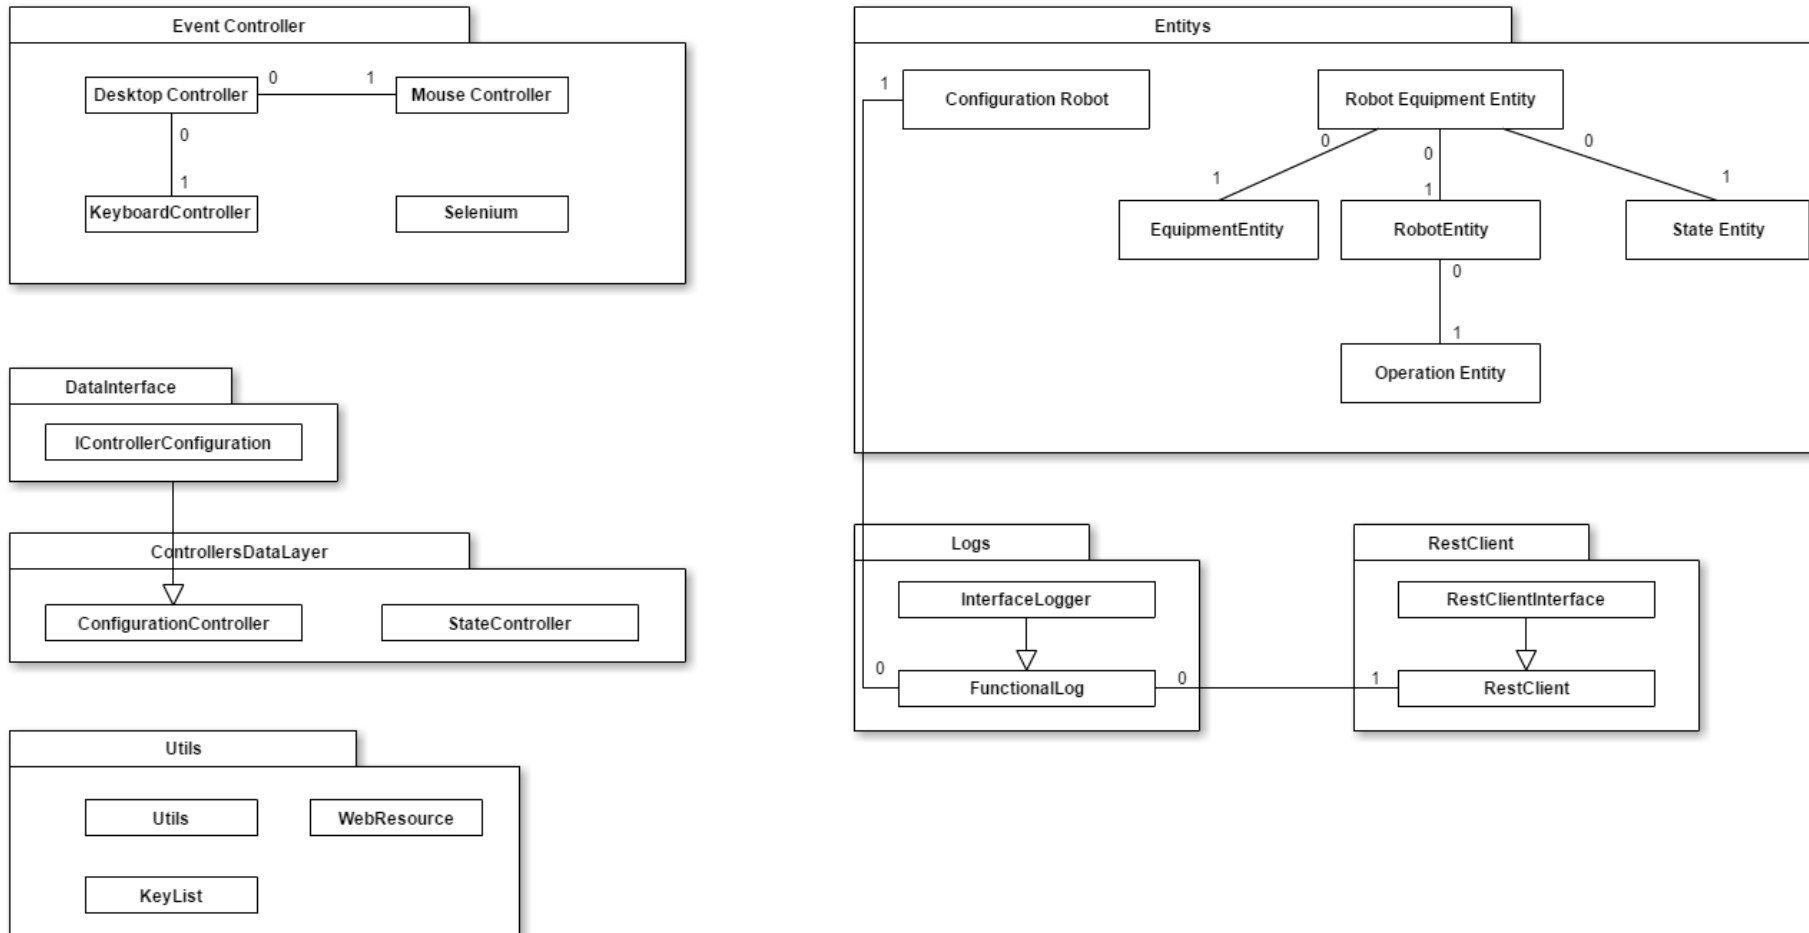 Event Controller
Desktop Controller
0
1
Mouse Controller
0
1
KeyboardController
Selenium
Entitys
1
Configuration Robot
Robot Equipment Entity
0
0
0
1
1
1
EquipmentEntity
RobotEntity
State Entity
0
1
Operation Entity
DataInterface
IControllerConfiguration
ControllersDataLayer
ConfigurationController
StateController
Logs
InterfaceLogger
0
FunctionalLog
0
RestClient
RestClientInterface
1
RestClient
Utils
Utils
WebResource
KeyList